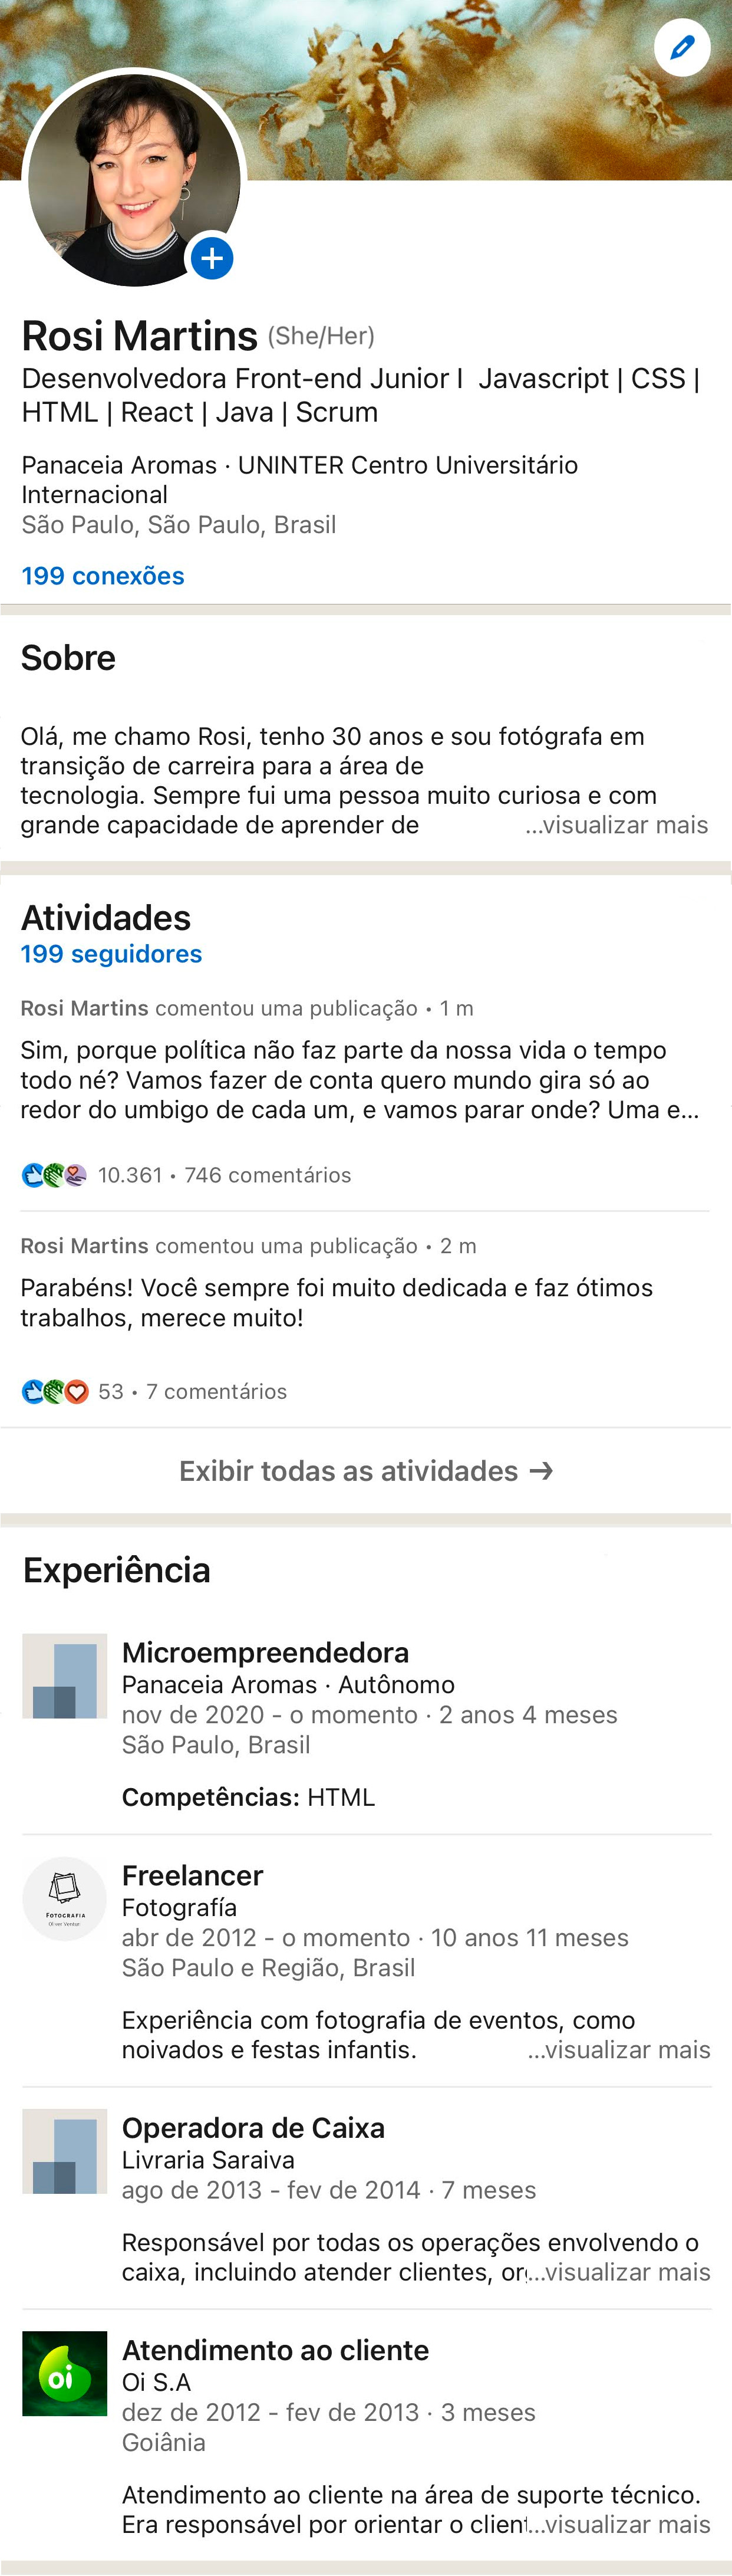 Rosi Martins (She/Her)
Desenvolvedora Front-end Junior I Javascript | CSS |
HTML | React | Java | Scrum
Panaceia Aromas · UNINTER Centro Universitário
Internacional
São Paulo, São Paulo, Brasil
199 conexões
Sobre
Olá, me chamo Rosi, tenho 30 anos e sou fotógrafa em
transição de carreira para a área de
tecnologia. Sempre fui uma pessoa muito curiosa e com
grande capacidade de aprender de ...visualizar mais
Atividades
199 seguidores
Rosi Martins comentou uma publicação • 1 m
Sim, porque política não faz parte da nossa vida o tempo
todo né? Vamos fazer de conta quero mundo gira só ao
redor do umbigo de cada um, e vamos parar onde? Uma e...
10.361 • 746 comentários
Rosi Martins comentou uma publicação • 2 m
Parabéns! Você sempre foi muito dedicada e faz ótimos
trabalhos, merece muito!
53 • 7 comentários
Exibir todas as atividades →
Experiência
Microempreendedora
Panaceia Aromas · Autônomo
nov de 2020 - o momento · 2 anos 4 meses
São Paulo, Brasil
Competências: HTML
FOTOGRAFIA
Freelancer
Fotografía
abr de 2012 - o momento · 10 anos 11 meses
São Paulo e Região, Brasil
Experiência com fotografia de eventos, como
noivados e festas infantis. ...visualizar mais
Operadora de Caixa
Livraria Saraiva
ago de 2013 - fev de 2014 · 7 meses
Responsável por todas os operações envolvendo o
caixa, incluindo atender clientes, or...visualizar mais
oi
Atendimento ao cliente
Oi S.A
dez de 2012 - fev de 2013 · 3 meses
Goiânia
Atendimento ao cliente na área de suporte técnico.
Era responsável por orientar o clien...visualizar mais